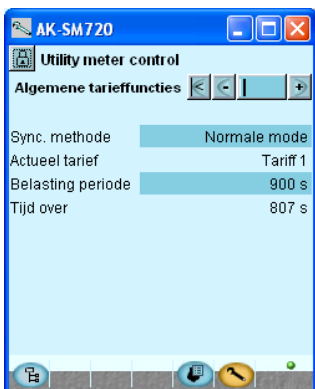 AK-SM720
Utility meter control
Algemene tarieffuncties
Sync. methode Normale mode
Actueel tarief Tariff 1
Belasting periode 900 s
Tijd over 807 s